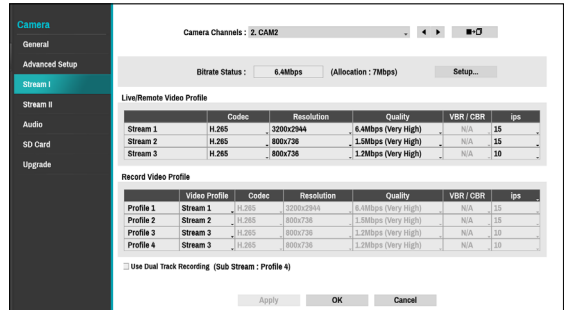 Camera
General
Advanced Setup
Stream I
Stream II
Audio
SD Card
Upgrade
Camera Channels : 2. CAM2
Bitrate Status : 6.4Mbps (Allocation : 7Mbps) Setup...
Live/Remote Video Profile
Codec Resolution Quality VBR / CBR ips
Stream 1 H.265 3200x2944 6.4Mbps (Very High) N/A 15
Stream 2 H.265 800x736 1.5Mbps (Very High) N/A 15
Stream 3 H.265 800x736 1.2Mbps (Very High) N/A 10
Record Video Profile
Video Profile Codec Resolution Quality VBR / CBR ips
Profile 1 Stream 1 H.265 3200x2944 6.4Mbps (Very High) N/A 15
Profile 2 Stream 2 H.265 800x736 1.5Mbps (Very High) N/A 15
Profile 3 Stream 3 H.265 800x736 1.2Mbps (Very High) N/A 10
Profile 4 Stream 3 H.265 800x736 1.2Mbps (Very High) N/A 10
Use Dual Track Recording (Sub Stream : Profile 4)
Apply OK Cancel